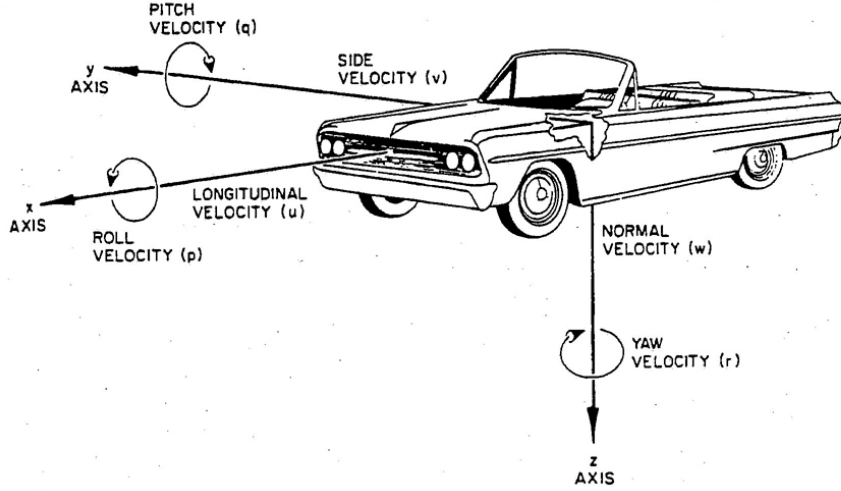 PITCH
VELOCITY (q)
y
AXIS
SIDE
VELOCITY (v)
x
AXIS
ROLL
VELOCITY (p)
LONGITUDINAL
VELOCITY (u)
NORMAL
VELOCITY (w)
YAW
VELOCITY (r)
z
AXIS